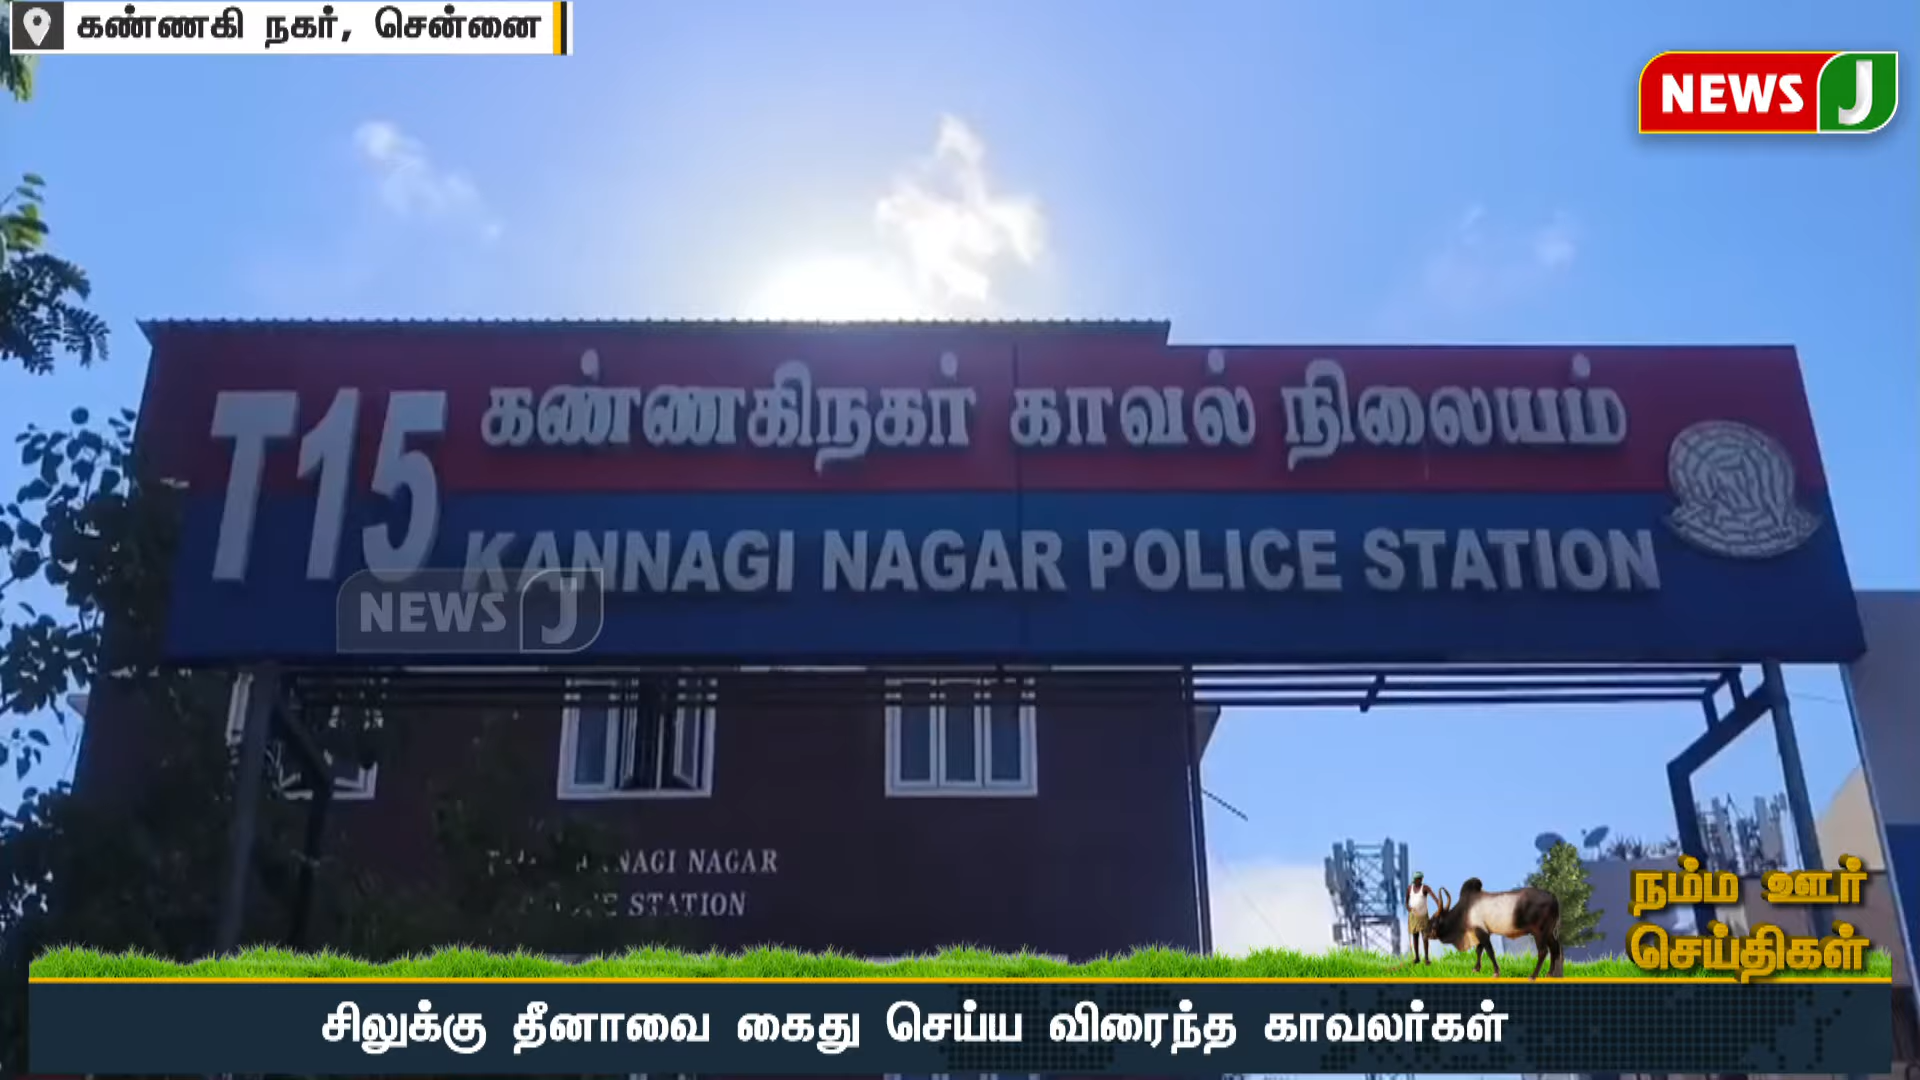 கண்ணகி நகர், சென்னை
NEWS J
T15 கண்ணகிநகர் காவல் நிலையம்
KANNAGI NAGAR POLICE STATION
NEWS J
NAGAR
STATION
நம்ம ஊர்
செய்திகள்
சிலுக்கு தீனாவை கைது செய்ய விரைந்த காவலர்கள்